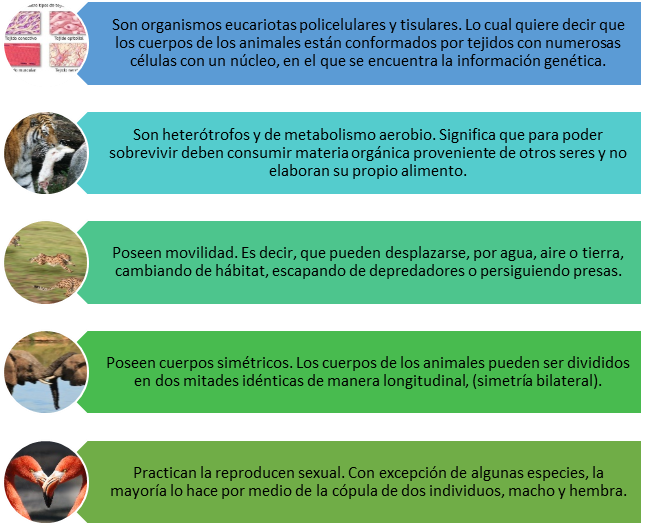 Son organismos eucariotas policelulares y tisulares. Lo cual quiere decir que
los cuerpos de los animales están conformados por tejidos con numerosas
células con un núcleo, en el que se encuentra la información genética.
Tejido conectivo Tejido epitelial
Son heterótrofos y de metabolismo aerobio. Significa que para poder
sobrevivir deben consumir materia orgánica proveniente de otros seres y no
elaboran su propio alimento.
Poseen movilidad. Es decir, que pueden desplazarse, por agua, aire o tierra,
cambiando de hábitat, escapando de depredadores o persiguiendo presas.
Poseen cuerpos simétricos. Los cuerpos de los animales pueden ser divididos
en dos mitades idénticas de manera longitudinal, (simetría bilateral).
Practican la reproducen sexual. Con excepción de algunas especies, la
mayoría lo hace por medio de la cópula de dos individuos, macho y hembra.